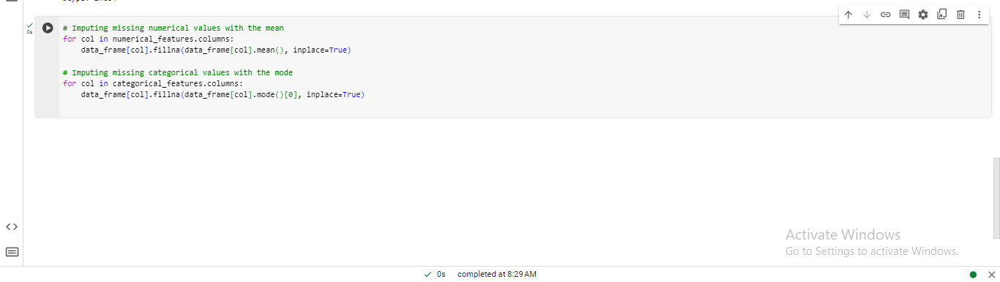 0s
# Imputing missing numerical values with the mean
for col in numerical_features.columns:
    data_frame[col].fillna(data_frame[col].mean(), inplace=True)
# Imputing missing categorical values with the mode
for col in categorical_features.columns:
    data_frame[col].fillna(data_frame[col].mode()[0], inplace=True)
Activate Windows
Go to Settings to activate Windows.
0s completed at 8:29 AM